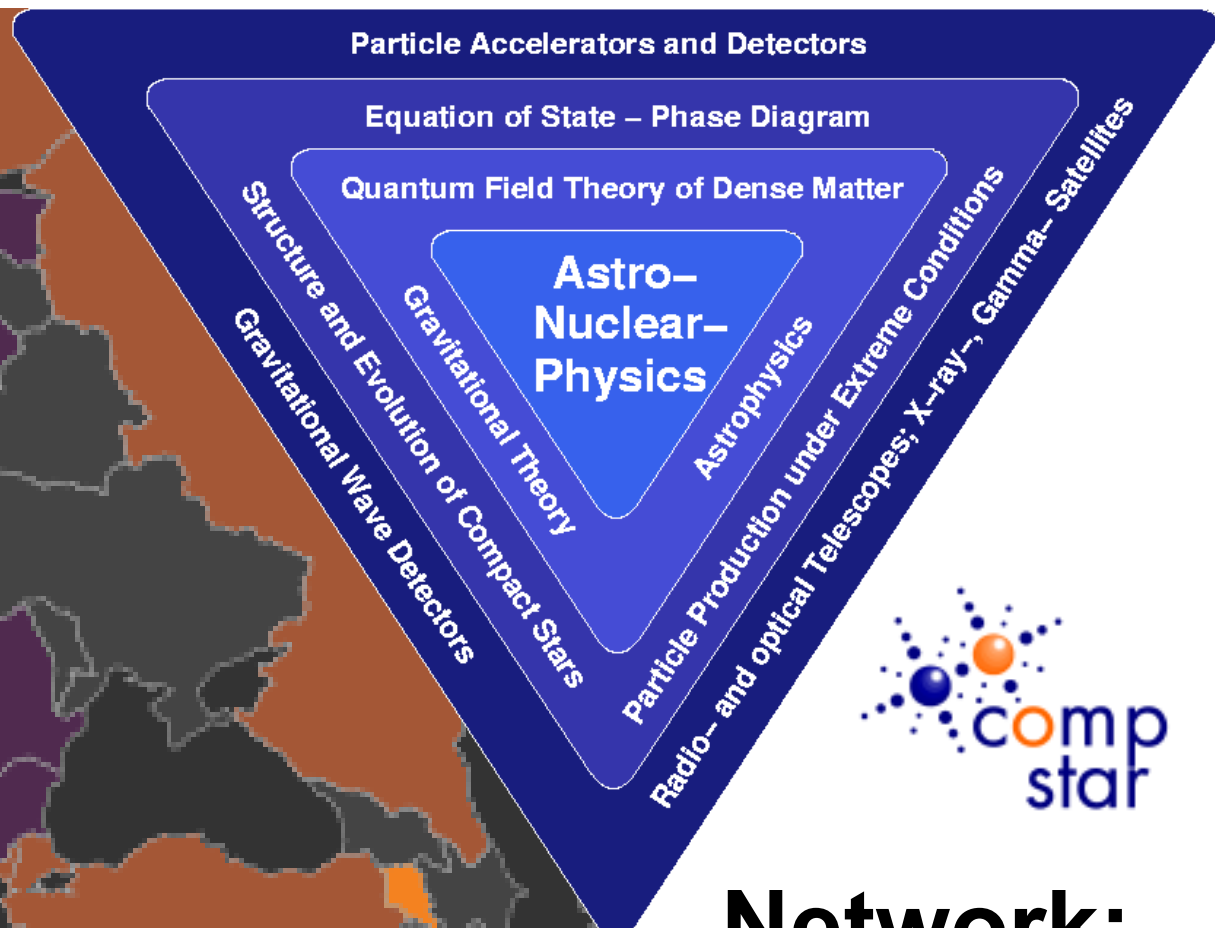 Particle Accelerators and Detectors
Equation of State – Phase Diagram
Quantum Field Theory of Dense Matter
Astro–
Nuclear–
Physics
Gravitational Theory
Astrophysics
Structure and Evolution of Compact Stars
Particle Production under Extreme Conditions
Gravitational Wave Detectors
Radio– and optical Telescopes; X–ray–, Gamma– Satellites
comp
star
Network: